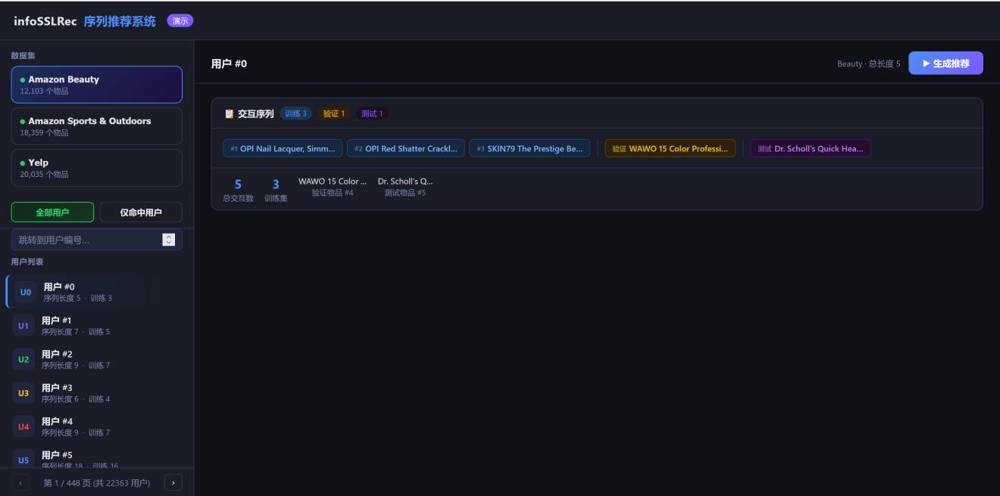 infoSSLRec 序列推荐系统 演示
数据集
Amazon Beauty
12,103 个物品
Amazon Sports & Outdoors
18,359 个物品
Yelp
20,035 个物品
全部用户 仅命中用户
跳转到用户编号...
用户列表
U0 用户 #0
序列长度 5 · 训练 3
U1 用户 #1
序列长度 7 · 训练 5
U2 用户 #2
序列长度 9 · 训练 7
U3 用户 #3
序列长度 6 · 训练 4
U4 用户 #4
序列长度 9 · 训练 7
U5 用户 #5
序列长度 18 · 训练 16
‹ 第 1 / 448 页 (共 22363 用户) ›
用户 #0
Beauty · 总长度 5 ▶ 生成推荐
📋 交互序列 训练 3 验证 1 测试 1
#1 OPI Nail Lacquer, Simm... #2 OPI Red Shatter Crackl... #3 SKIN79 The Prestige Be... 验证 WAWO 15 Color Professi... 测试 Dr. Scholl's Quick Hea...
5 3 WAWO 15 Color ... Dr. Scholl's Q...
总交互数 训练集 验证物品 #4 测试物品 #5